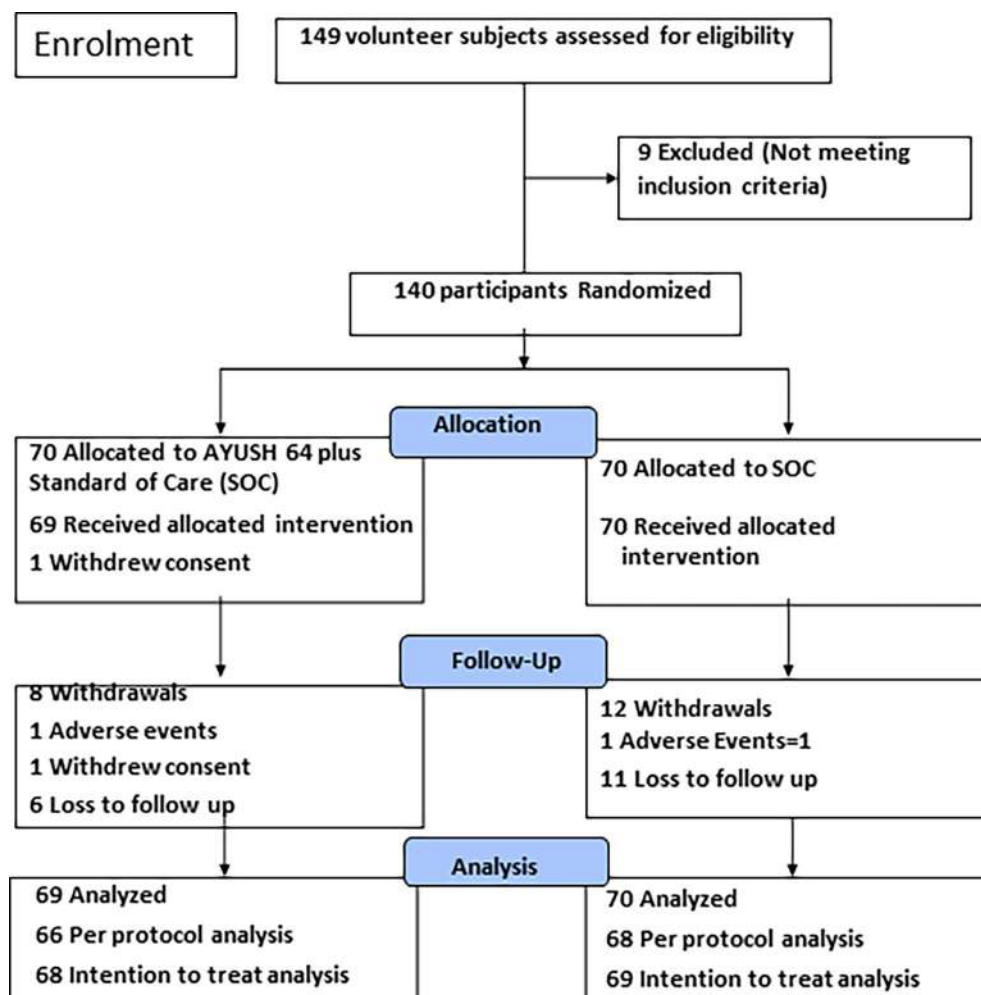 Enrolment
149 volunteer subjects assessed for eligibility
9 Excluded (Not meeting
inclusion criteria)
140 participants Randomized
Allocation
70 Allocated to AYUSH 64 plus
Standard of Care (SOC)
69 Received allocated intervention
1 Withdrew consent
70 Allocated to SOC
70 Received allocated
intervention
Follow-Up
8 Withdrawals
1 Adverse events
1 Withdrew consent
6 Loss to follow up
12 Withdrawals
1 Adverse Events=1
11 Loss to follow up
Analysis
69 Analyzed
66 Per protocol analysis
68 Intention to treat analysis
70 Analyzed
68 Per protocol analysis
69 Intention to treat analysis